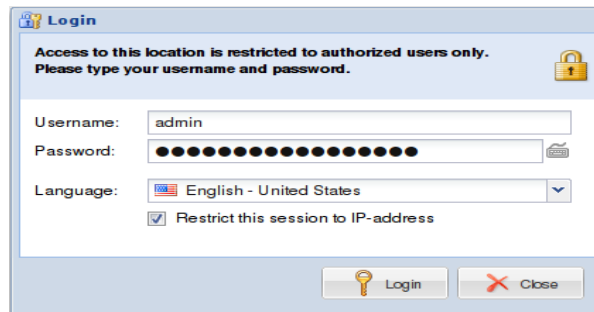 Login
Access to this location is restricted to authorized users only.
Please type your username and password.
Username: admin
Password: ●●●●●●●●●●●●●●●●●
Language: English - United States
Restrict this session to IP-address
Login Close